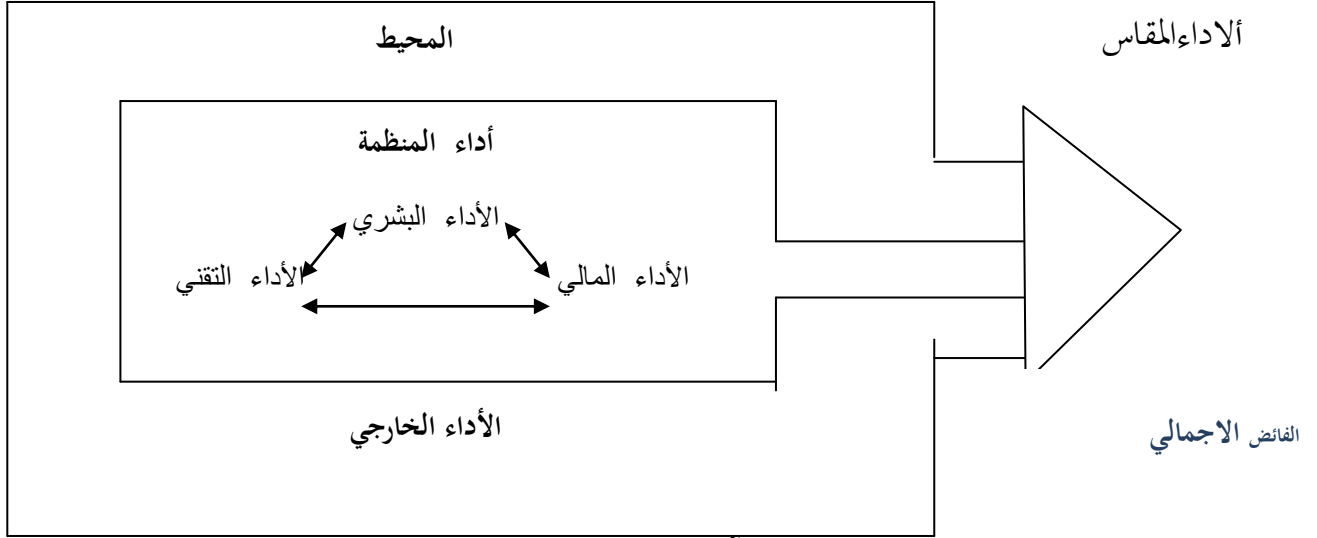 ألاداءالمقاس
المحيط
أداء المنظمة
الأداء البشري
الأداء المالي
الأداء التقني
الأداء الخارجي
الفائض الاجمالي